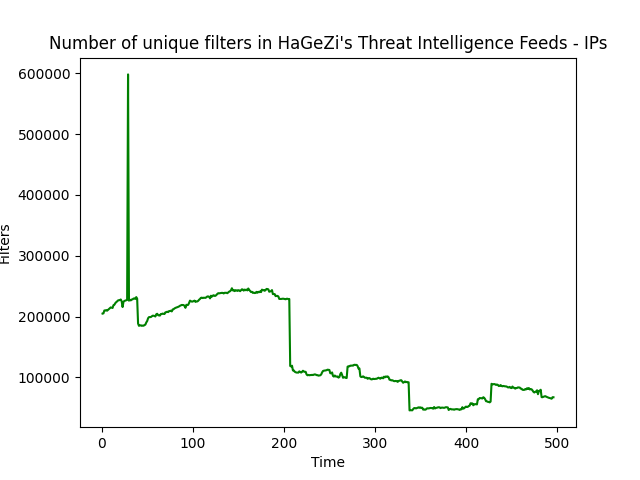 Number of unique filters in HaGeZi's Threat Intelligence Feeds - IPs
600000
500000
400000
300000
200000
100000
Filters
0 100 200 300 400 500
Time